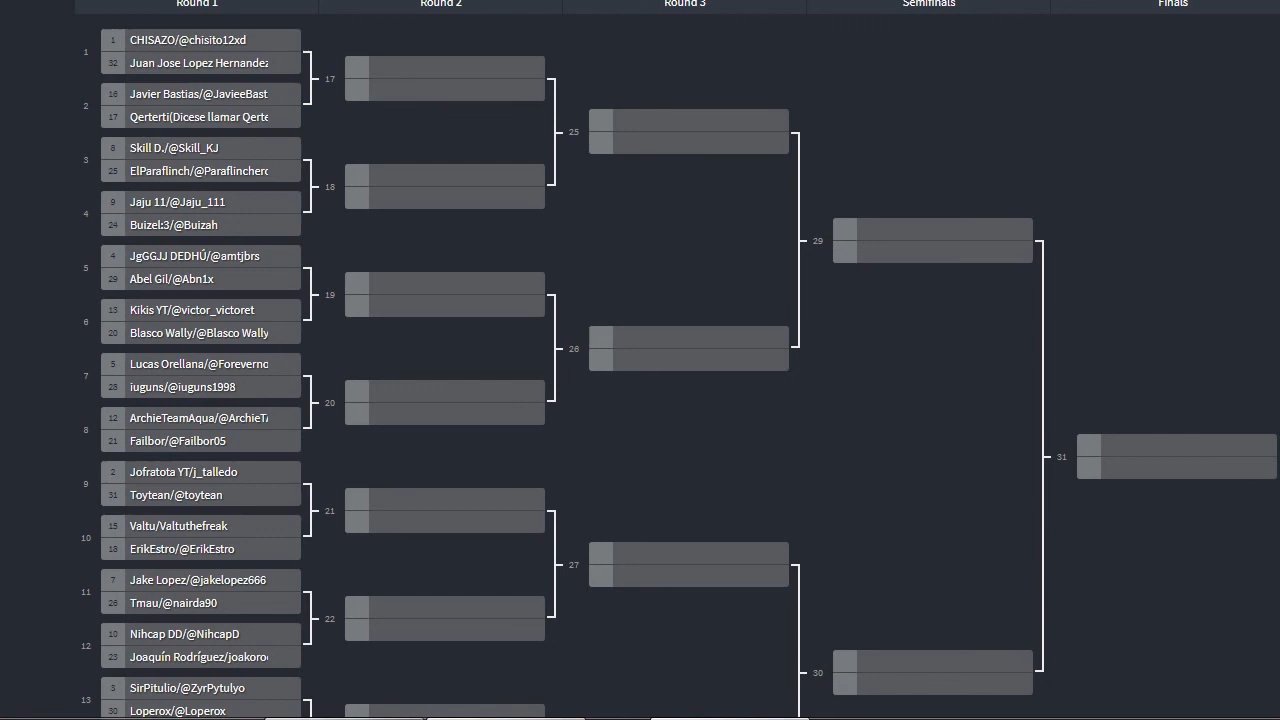 Round 1
Round 2
Round 3
Semifinals
Finals
1
1 CHISAZO/@chisito12xd
32 Juan Jose Lopez Hernandez
2
16 Javier Bastias/@JavieeBast
17 Qerterti(Dicese llamar Qerte
3
8 Skill D./@Skill_KJ
25 ElParaflinch/@Paraflincherc
4
9 Jaju 11/@Jaju_111
24 Buizel:3/@Buizah
5
4 JgGGJJ DEDHÚ/@amtjbrs
29 Abel Gil/@Abn1x
6
13 Kikis YT/@victor_victoret
20 Blasco Wally/@Blasco Wally
7
5 Lucas Orellana/@Foreverno
28 iuguns/@iuguns1998
8
12 ArchieTeamAqua/@ArchieT
21 Failbor/@Failbor05
9
2 Jofratota YT/j_talledo
31 Toytean/@toytean
10
15 Valtu/Valtuthefreak
18 ErikEstro/@ErikEstro
11
7 Jake Lopez/@jakelopez666
26 Tmau/@nairda90
12
10 Nihcap DD/@NihcapD
23 Joaquín Rodríguez/joakoro
13
3 SirPitulio/@ZyrPytulyo
30 Loperox/@Loperox
17
18
19
20
21
22
25
26
27
29
30
31